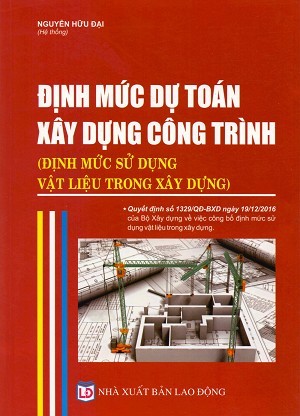 NGUYỄN HỮU ĐẠI
(Hệ thống)
ĐỊNH MỨC DỰ TOÁN
XÂY DỰNG CÔNG TRÌNH
(ĐỊNH MỨC SỬ DỤNG
VẬT LIỆU TRONG XÂY DỰNG)
• Quyết định số 1329/QĐ-BXD ngày 19/12/2016
của Bộ Xây dựng về việc công bố định mức sử
dụng vật liệu trong xây dựng.
LĐ NHÀ XUẤT BẢN LAO ĐỘNG